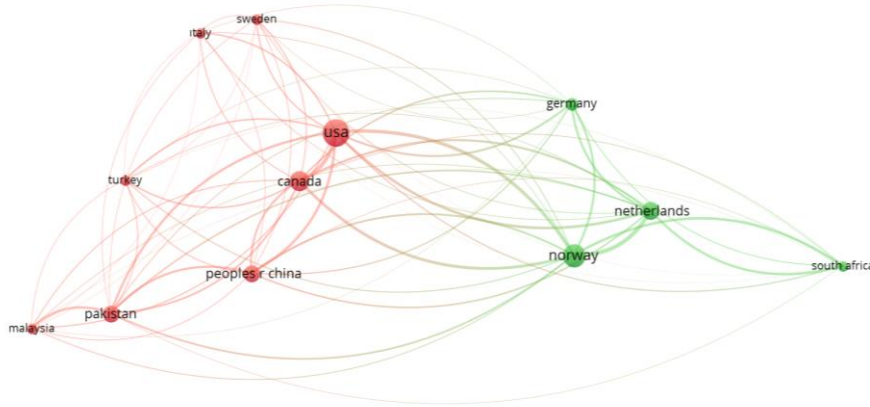 sweden
italy
germany
usa
turkey
canada
netherlands
norway
south africa
peoples r china
pakistan
malaysia